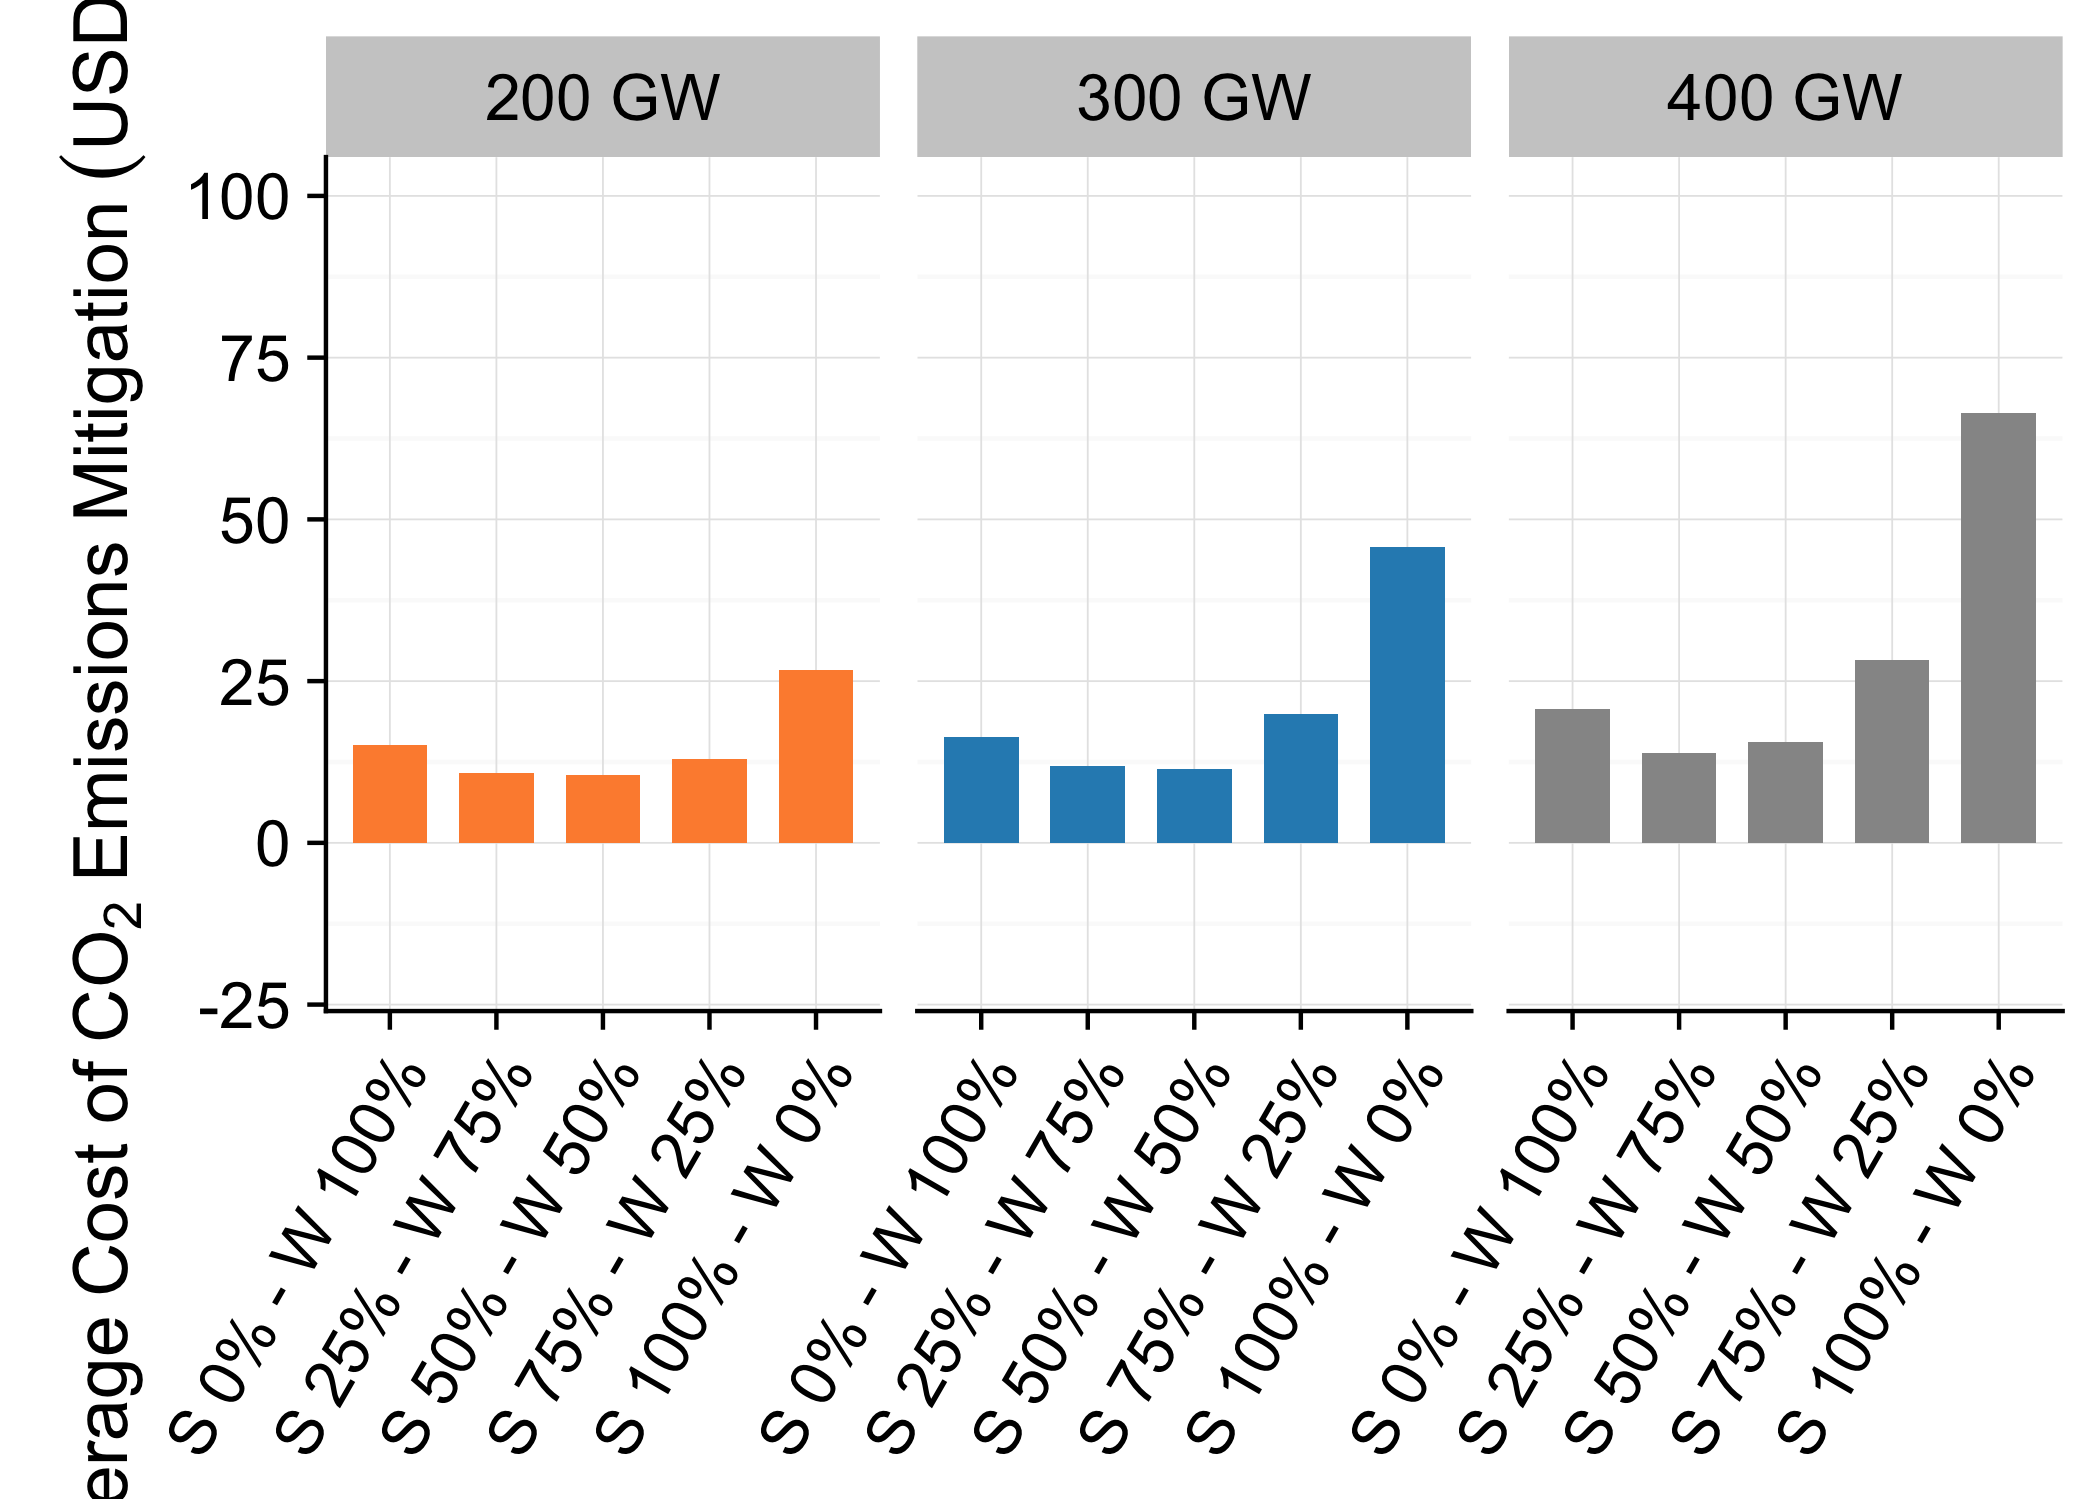 200 GW
300 GW
400 GW
Cost of CO2 Emissions Mitigation
100
75
50
25
0
-25
S 0% - W 100%
S 25% - W 75%
S 50% - W 50%
S 75% - W 25%
S 100% - W 0%
S 0% - W 100%
S 25% - W 75%
S 50% - W 50%
S 75% - W 25%
S 100% - W 0%
S 0% - W 100%
S 25% - W 75%
S 50% - W 50%
S 75% - W 25%
S 100% - W 0%